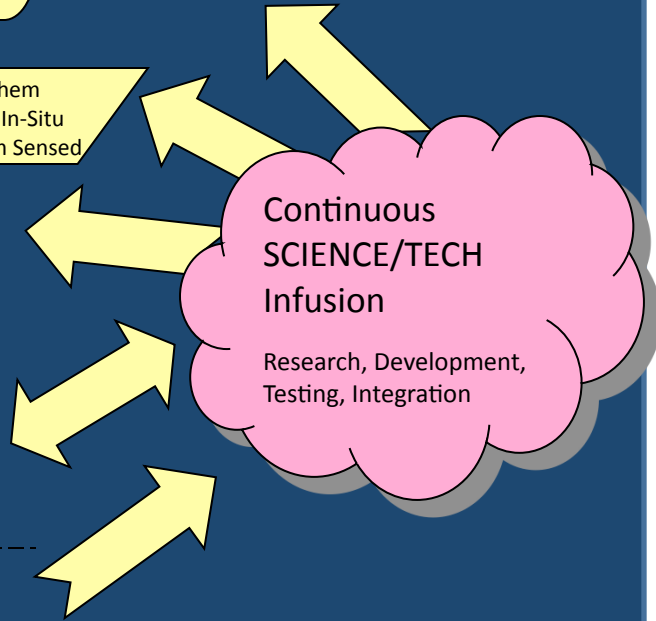 hem
In-Situ
n Sensed
Continuous
SCIENCE/TECH
Infusion
Research, Development,
Testing, Integration